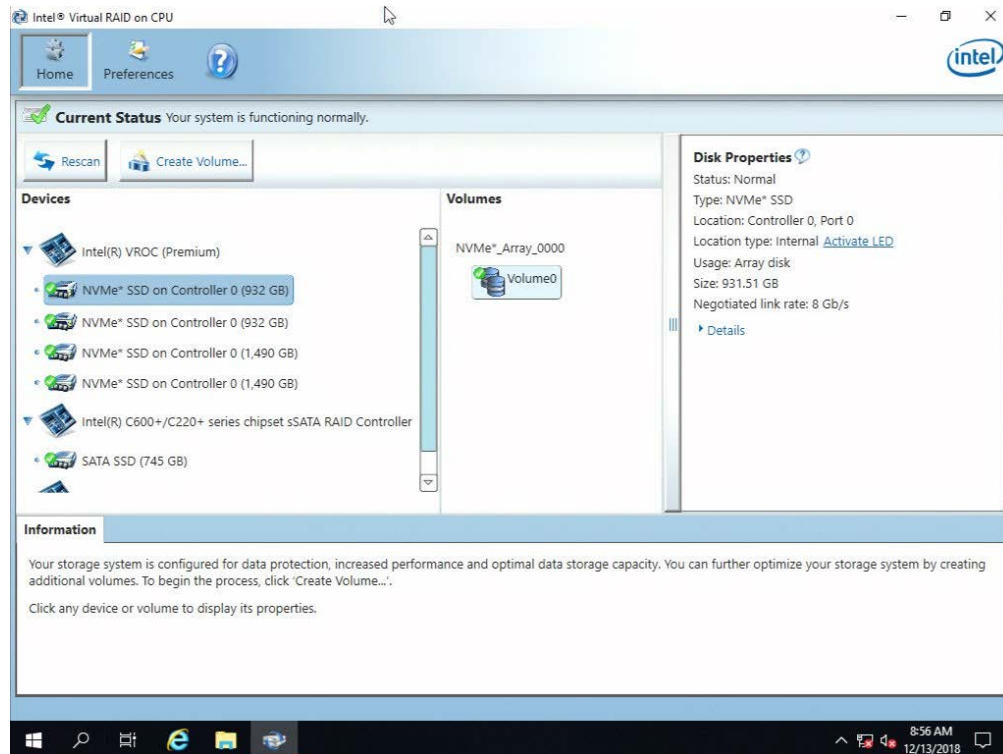 Intel® Virtual RAID on CPU
Home
Preferences
intel
Current Status Your system is functioning normally.
Rescan
Create Volume...
Devices
Intel(R) VROC (Premium)
NVMe* SSD on Controller 0 (932 GB)
NVMe* SSD on Controller 0 (932 GB)
NVMe* SSD on Controller 0 (1,490 GB)
NVMe* SSD on Controller 0 (1,490 GB)
Intel(R) C600+/C220+ series chipset sSATA RAID Controller
SATA SSD (745 GB)
Volumes
NVMe*_Array_0000
Volume0
Disk Properties
Status: Normal
Type: NVMe* SSD
Location: Controller 0, Port 0
Location type: Internal Activate LED
Usage: Array disk
Size: 931.51 GB
Negotiated link rate: 8 Gb/s
Details
Information
Your storage system is configured for data protection, increased performance and optimal data storage capacity. You can further optimize your storage system by creating
additional volumes. To begin the process, click 'Create Volume...'.
Click any device or volume to display its properties.
8:56 AM
12/13/2018